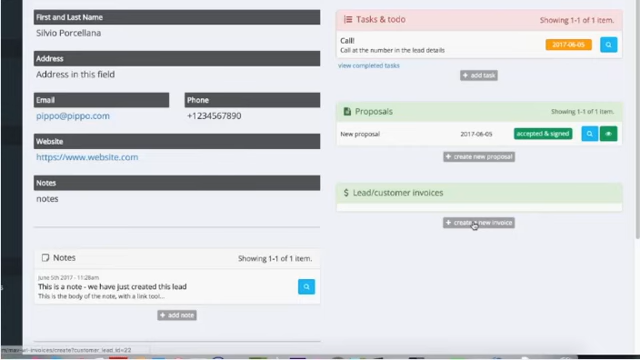 First and Last Name
Silvio Porcellana
Address
Address in this field
Email
Phone
pippo@pippo.com
+1234567890
Website
https://www.website.com
Notes
notes
Notes
Showing 1-1 of 1 item.
June 5th 2017 - 11:28am
This is a note - we have just created this lead
This is the body of the note, with a link too...
+ add note
Tasks & todo
Showing 1-1 of 1 item.
Call!
Call at the number in the lead details
2017-06-05
view completed tasks
+ add task
Proposals
Showing 1-1 of 1 item.
New proposal
2017-06-05
accepted & signed
+ create new proposal
$ Lead/customer invoices
+ create a new invoice